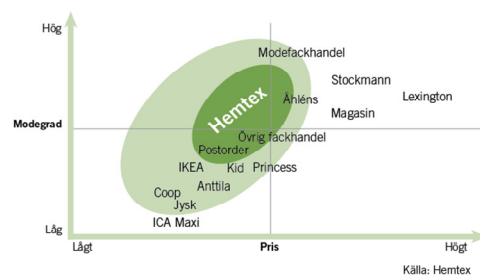 Hög
Modefackhandel
Stockmann
Lexington
Åhléns
Hemtex
Magasin
Modegrad
Övrig fackhandel
Postorder
IKEA
Kid
Princess
Anttila
Coop
Jysk
ICA Maxi
Låg
Lågt
Pris
Högt
Källa: Hemtex